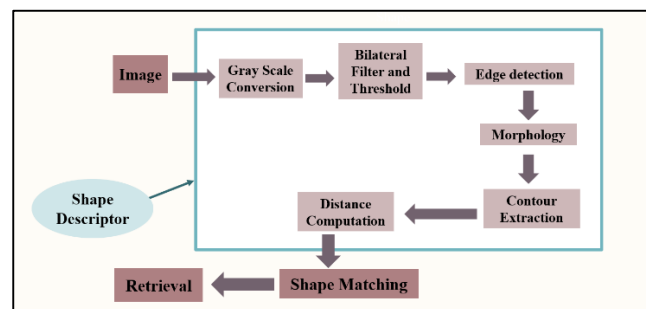 Image
Gray Scale
Conversion
Bilateral
Filter and
Threshold
Edge detection
Morphology
Contour
Extraction
Distance
Computation
Shape
Descriptor
Shape Matching
Retrieval